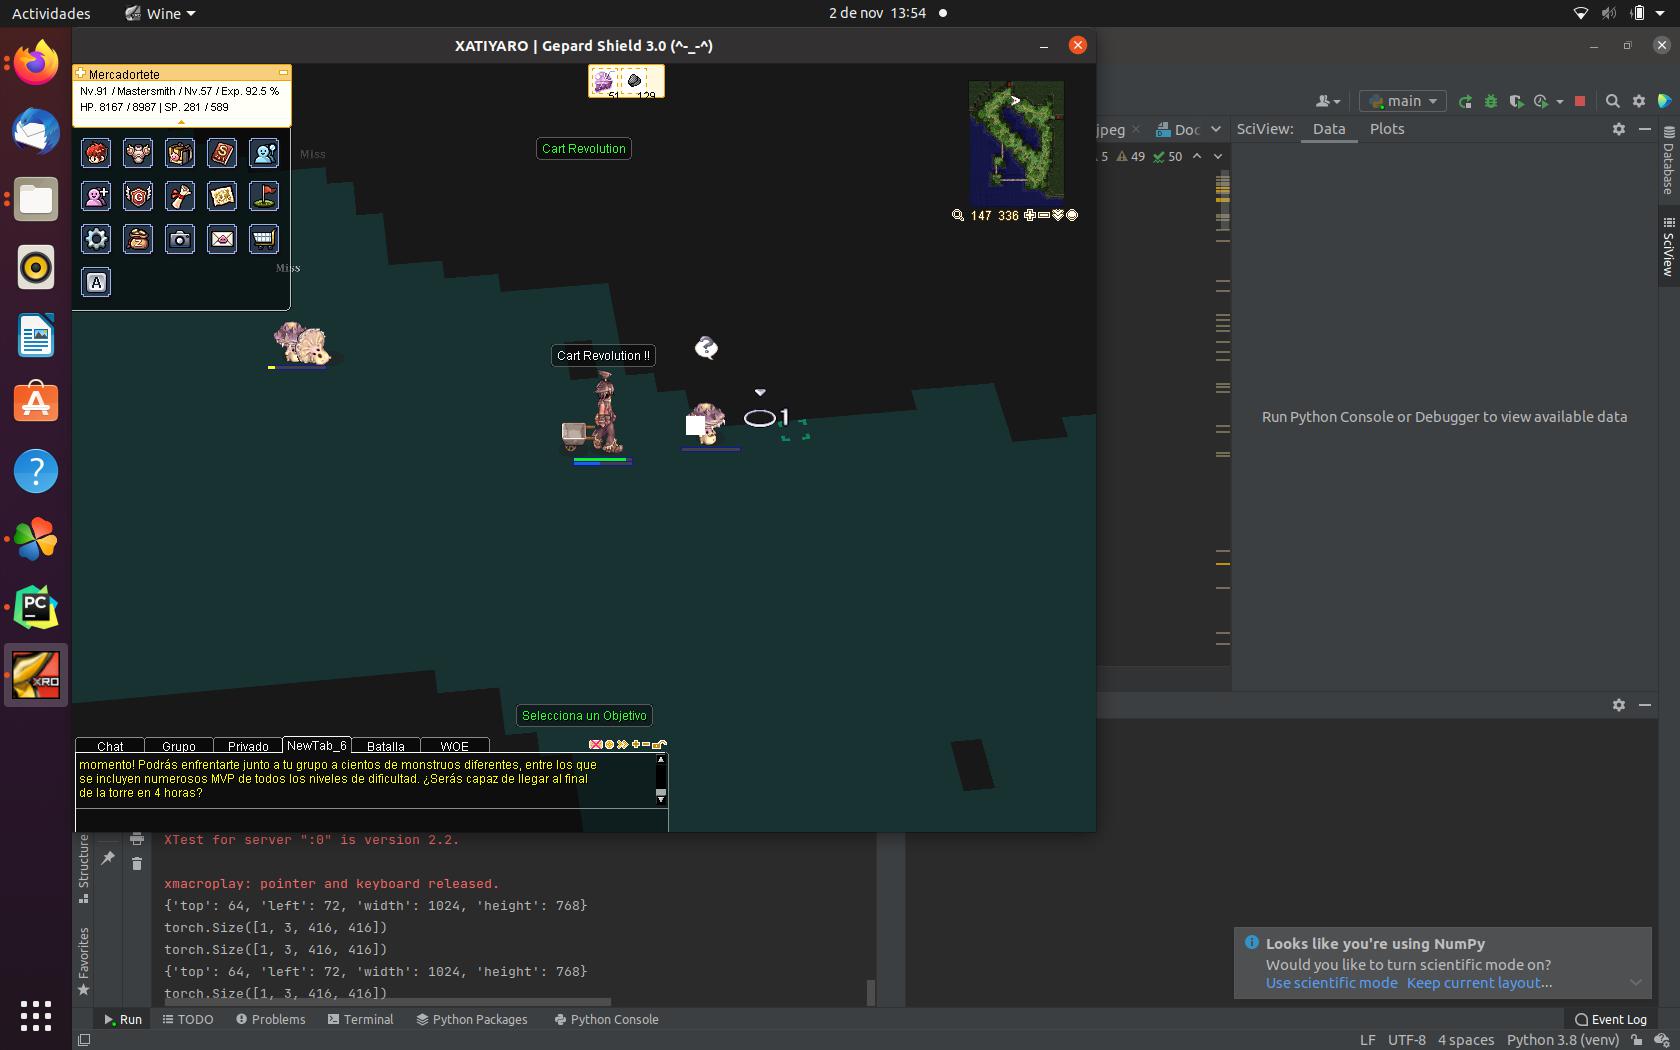 Actividades
Wine
2 de nov 13:54
XATIYARO | Gepard Shield 3.0 (^-_-^)
Mercadortete
Nv.91 / Mastersmith / Nv.57 / Exp. 92.5 %
HP. 8167 / 8987 | SP. 281 / 589
51
129
Cart Revolution
Miss
Miss
147 336
Cart Revolution !!
?
1
A
Selecciona un Objetivo
Chat
Grupo
Privado
NewTab_6
Batalla
WOE
momento! Podrás enfrentarte junto a tu grupo a cientos de monstruos diferentes, entre los que
se incluyen numerosos MVP de todos los niveles de dificultad. ¿Serás capaz de llegar al final
de la torre en 4 horas?
main
jpeg
Doc
SciView:
Data
Plots
5
49
50
Database
SciView
Run Python Console or Debugger to view available data
PC
XRO
XTest for server ":0" is version 2.2.
xmacroplay: pointer and keyboard released.
{'top': 64, 'left': 72, 'width': 1024, 'height': 768}
torch.Size([1, 3, 416, 416])
torch.Size([1, 3, 416, 416])
{'top': 64, 'left': 72, 'width': 1024, 'height': 768}
torch.Size([1, 3, 416, 416])
Structure
Favorites
Looks like you're using NumPy
Would you like to turn scientific mode on?
Use scientific mode Keep current layout...
Run
TODO
Problems
Terminal
Python Packages
Python Console
Event Log
LF UTF-8 4 spaces Python 3.8 (venv)